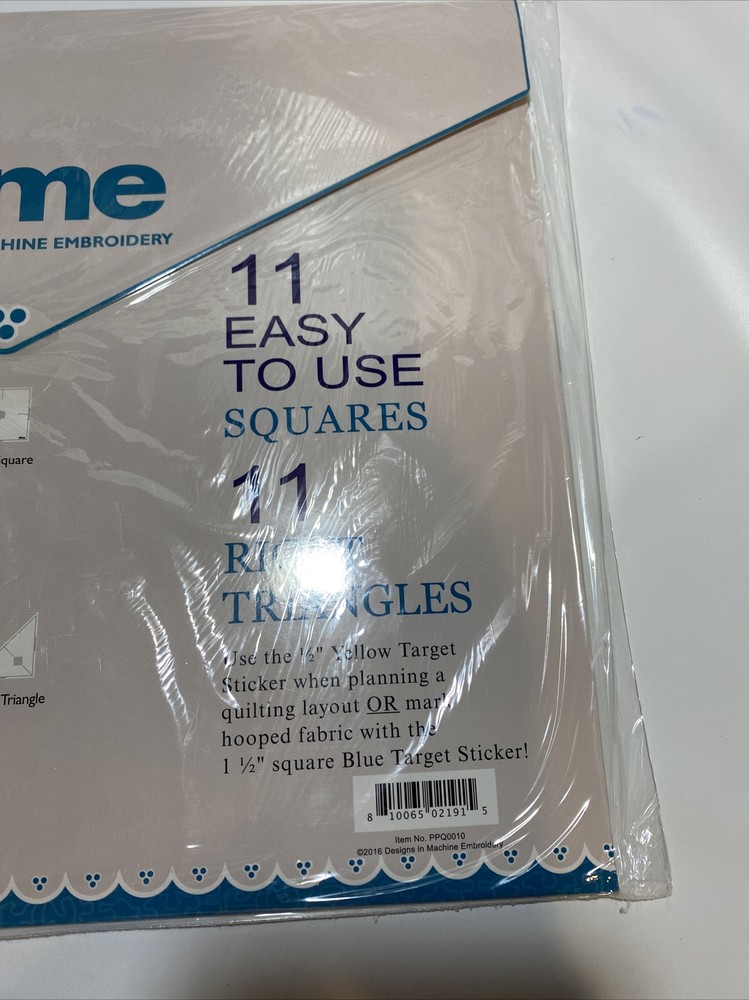 me
HINE EMBROIDERY
11
EASY
TO USE
SQUARES
quare
11
RIGHT
TRIANGLES
Triangle
Use the ½" Yellow Target
Sticker when planning a
quilting layout OR mark
hooped fabric with the
1 ½" square Blue Target Sticker!
8 10065 02191 5
Item No. PPQ0010
©2016 Designs in Machine Embroidery